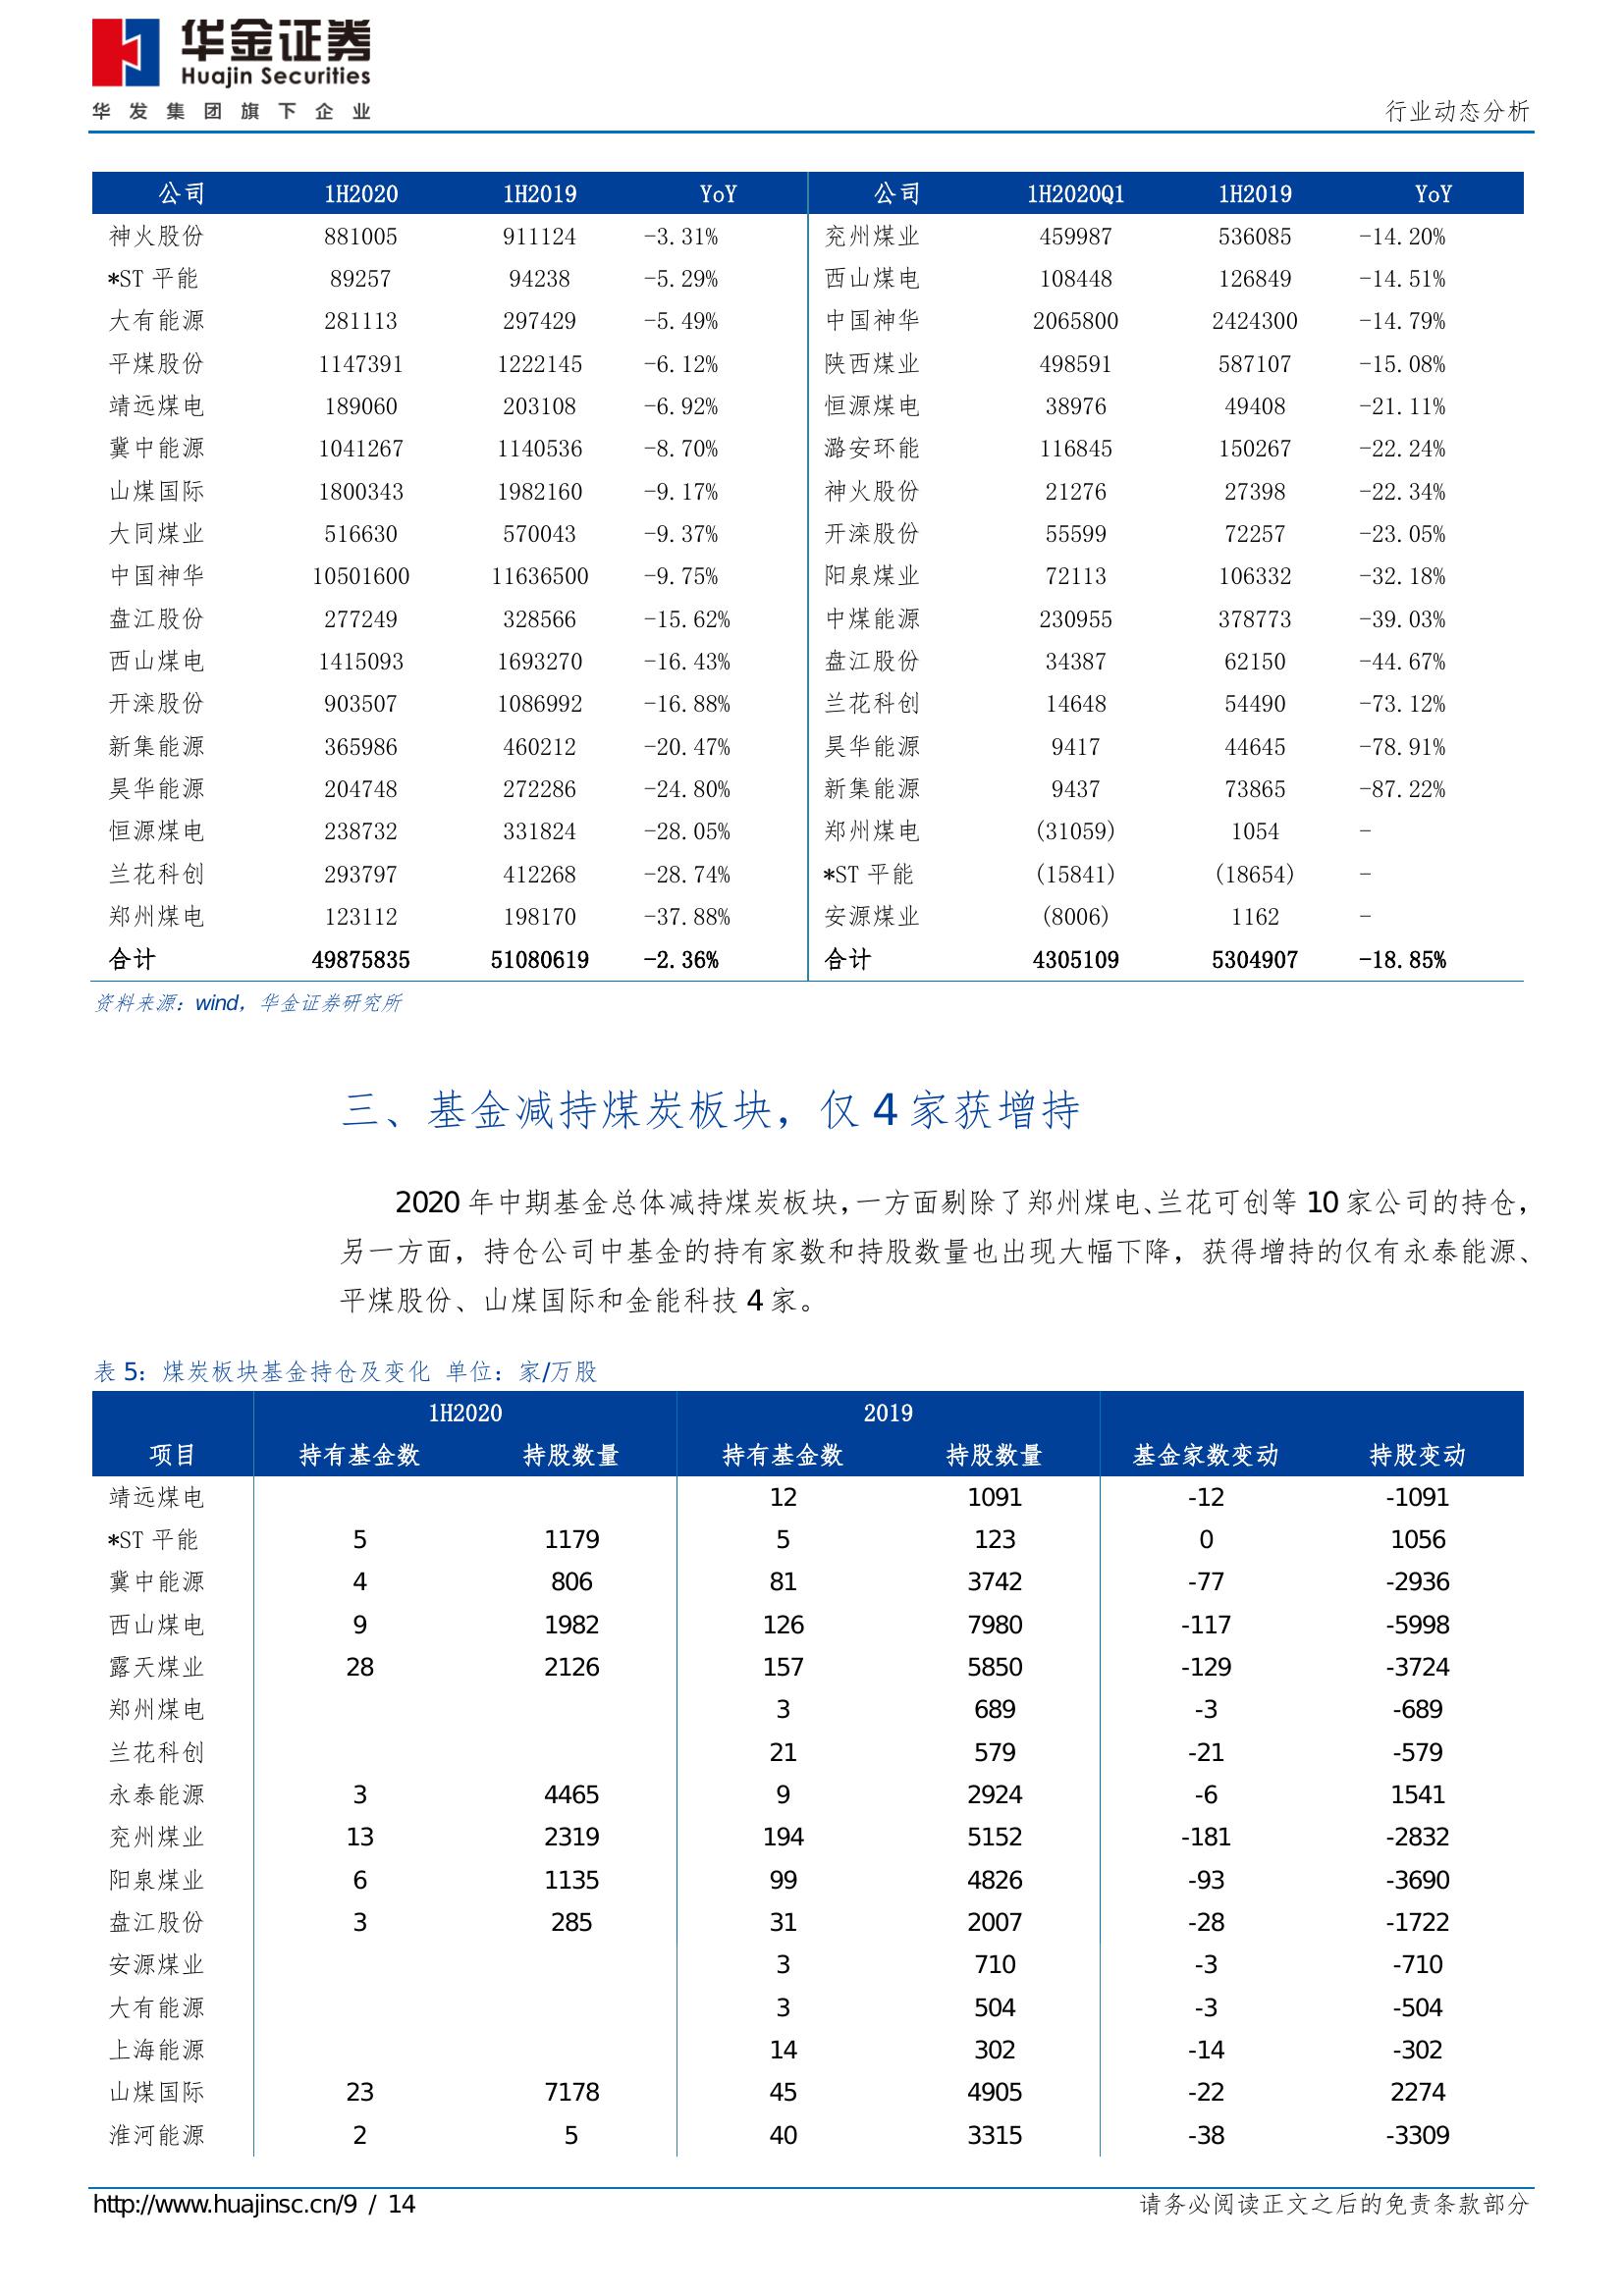 华金证券
Huajin Securities
华发集团旗下企业
行业动态分析
公司 1H2020 1H2019 YoY 公司 1H2020Q1 1H2019 YoY
神火股份 881005 911124 -3.31% 兖州煤业 459987 536085 -14.20%
*ST 平能 89257 94238 -5.29% 西山煤电 108448 126849 -14.51%
大有能源 281113 297429 -5.49% 中国神华 2065800 2424300 -14.79%
平煤股份 1147391 1222145 -6.12% 陕西煤业 498591 587107 -15.08%
靖远煤电 189060 203108 -6.92% 恒源煤电 38976 49408 -21.11%
冀中能源 1041267 1140536 -8.70% 潞安环能 116845 150267 -22.24%
山煤国际 1800343 1982160 -9.17% 神火股份 21276 27398 -22.34%
大同煤业 516630 570043 -9.37% 开滦股份 55599 72257 -23.05%
中国神华 10501600 11636500 -9.75% 阳泉煤业 72113 106332 -32.18%
盘江股份 277249 328566 -15.62% 中煤能源 230955 378773 -39.03%
西山煤电 1415093 1693270 -16.43% 盘江股份 34387 62150 -44.67%
开滦股份 903507 1086992 -16.88% 兰花科创 14648 54490 -73.12%
新集能源 365986 460212 -20.47% 昊华能源 9417 44645 -78.91%
昊华能源 204748 272286 -24.80% 新集能源 9437 73865 -87.22%
恒源煤电 238732 331824 -28.05% 郑州煤电 (31059) 1054 -
兰花科创 293797 412268 -28.74% *ST 平能 (15841) (18654) -
郑州煤电 123112 198170 -37.88% 安源煤业 (8006) 1162 -
合计 49875835 51080619 -2.36% 合计 4305109 5304907 -18.85%
资料来源：wind，华金证券研究所
三、基金减持煤炭板块，仅 4 家获增持
2020 年中期基金总体减持煤炭板块，一方面剔除了郑州煤电、兰花可创等 10 家公司的持仓，
另一方面，持仓公司中基金的持有家数和持股数量也出现大幅下降，获得增持的仅有永泰能源、
平煤股份、山煤国际和金能科技 4 家。
表 5：煤炭板块基金持仓及变化 单位：家/万股
1H2020 2019
项目 持有基金数 持股数量 持有基金数 持股数量 基金家数变动 持股变动
靖远煤电 12 1091 -12 -1091
*ST 平能 5 1179 5 123 0 1056
冀中能源 4 806 81 3742 -77 -2936
西山煤电 9 1982 126 7980 -117 -5998
露天煤业 28 2126 157 5850 -129 -3724
郑州煤电 3 689 -3 -689
兰花科创 21 579 -21 -579
永泰能源 3 4465 9 2924 -6 1541
兖州煤业 13 2319 194 5152 -181 -2832
阳泉煤业 6 1135 99 4826 -93 -3690
盘江股份 3 285 31 2007 -28 -1722
安源煤业 3 710 -3 -710
大有能源 3 504 -3 -504
上海能源 14 302 -14 -302
山煤国际 23 7178 45 4905 -22 2274
淮河能源 2 5 40 3315 -38 -3309
http://www.huajinsc.cn/9 / 14 请务必阅读正文之后的免责条款部分